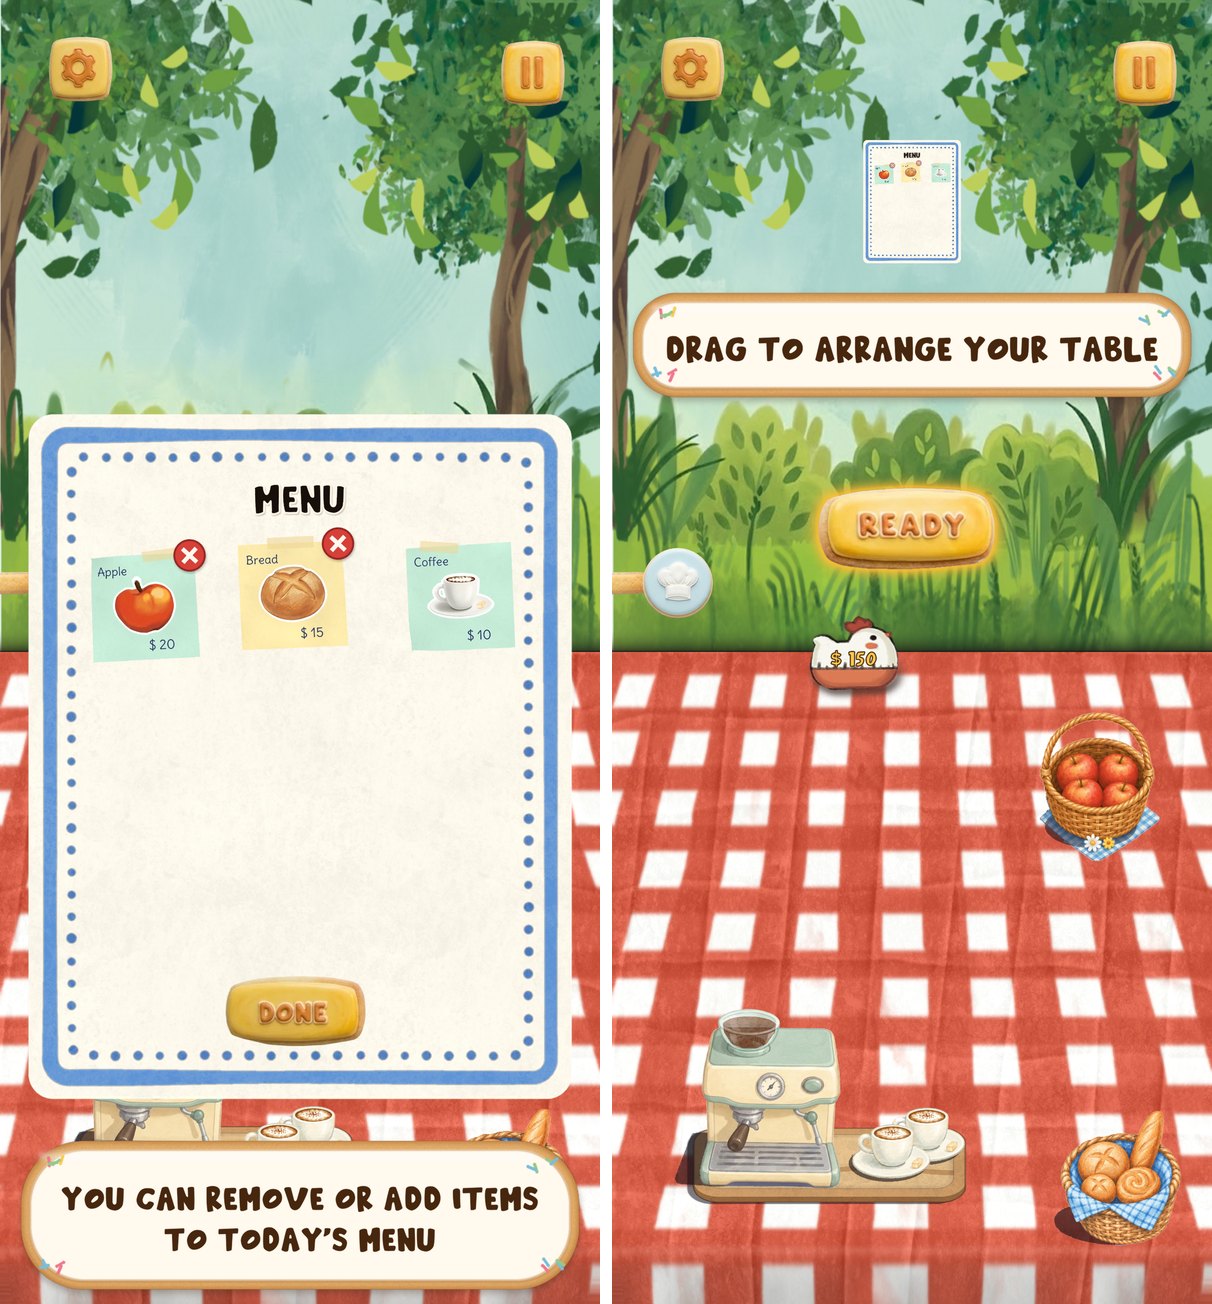 MENU
Apple
$ 20
Bread
$ 15
Coffee
$ 10
DONE
YOU CAN REMOVE OR ADD ITEMS
TO TODAY'S MENU
MENU
DRAG TO ARRANGE YOUR TABLE
READY
$ 150